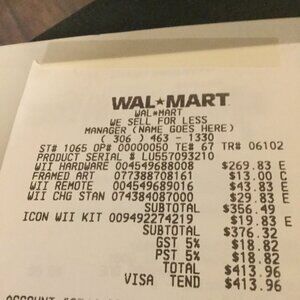 WAL★MART
WAL★MART
WE SELL FOR LESS
MANAGER (NAME GOES HERE)
( 306 ) 463 - 1330
ST# 1065 OP# 00000050 TE# 67 TR# 06102
PRODUCT SERIAL # LU557093210
WII HARDWARE 004549688008 $269.83 E
FRAMED ART 077388708161 $13.00 C
WII REMOTE 004549689016 $43.83 E
WII CHG STAN 074384087000 $29.83 E
SUBTOTAL $356.49
ICON WII KIT 009492274219 $19.83 E
SUBTOTAL $376.32
GST 5% $18.82
PST 5% $18.82
TOTAL $413.96
VISA TEND $413.96